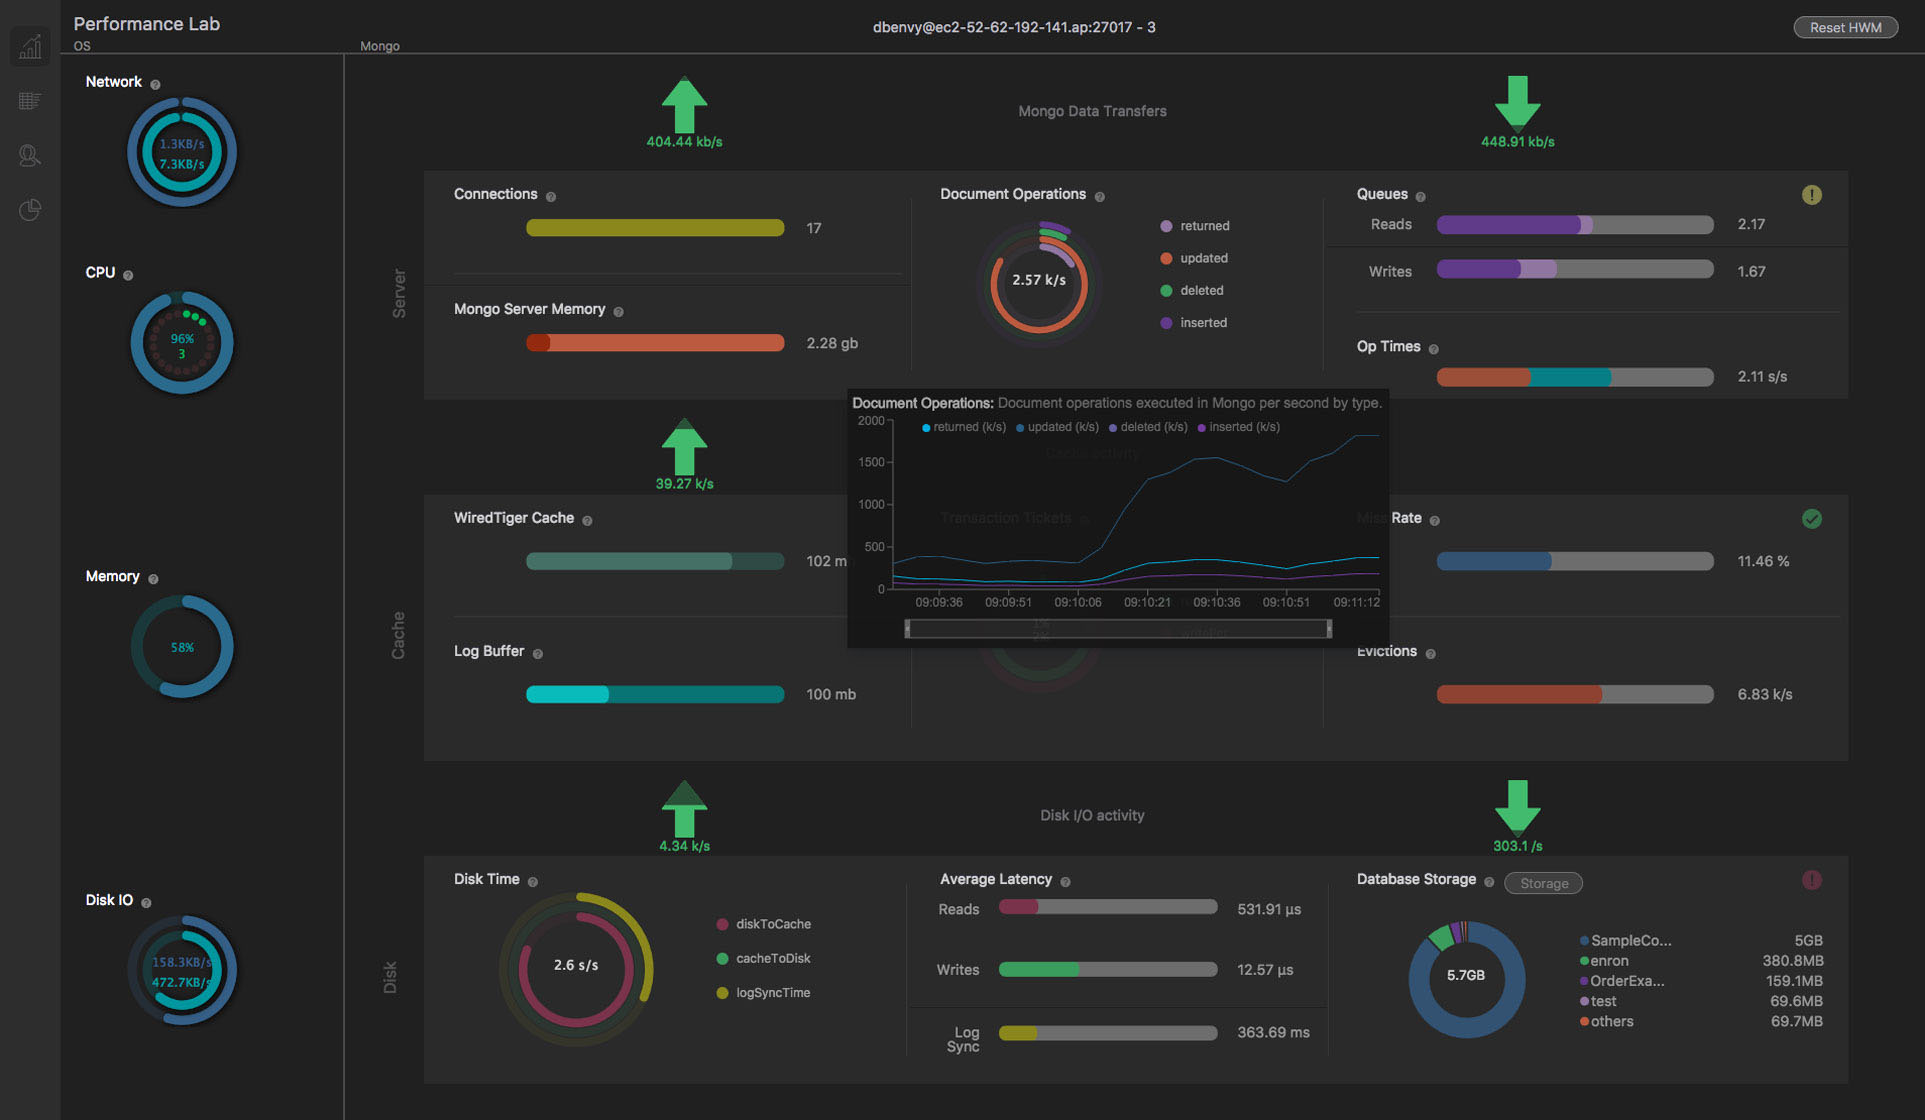 Performance Lab
dbenvy@ec2-52-62-192-141.ap:27017 - 3
Reset HWM
OS
Mongo
Network
1.3KB/s
7.3KB/s
CPU
96%
3
Memory
58%
Disk IO
158.3KB/s
472.7KB/s
404.44 kb/s
Mongo Data Transfers
448.91 kb/s
Server
Connections
17
Mongo Server Memory
2.28 gb
Document Operations
2.57 k/s
returned
updated
deleted
inserted
Queues
!
Reads
2.17
Writes
1.67
Op Times
2.11 s/s
Document Operations: Document operations executed in Mongo per second by type.
returned (k/s) updated (k/s) deleted (k/s) inserted (k/s)
2000
1500
1000
500
0
09:09:36 09:09:51 09:10:06 09:10:21 09:10:36 09:10:51 09:11:12
39.27 k/s
Cache activity
Cache
WiredTiger Cache
102 m
Log Buffer
100 mb
Transaction Tickets
1%
2%
Miss Rate
11.46 %
Evictions
6.83 k/s
4.34 k/s
Disk I/O activity
303.1 /s
Disk
Disk Time
2.6 s/s
diskToCache
cacheToDisk
logSyncTime
Average Latency
Reads
531.91 µs
Writes
12.57 µs
Log
Sync
363.69 ms
Database Storage
Storage
!
5.7GB
SampleCo... 5GB
enron 380.8MB
OrderExa... 159.1MB
test 69.6MB
others 69.7MB